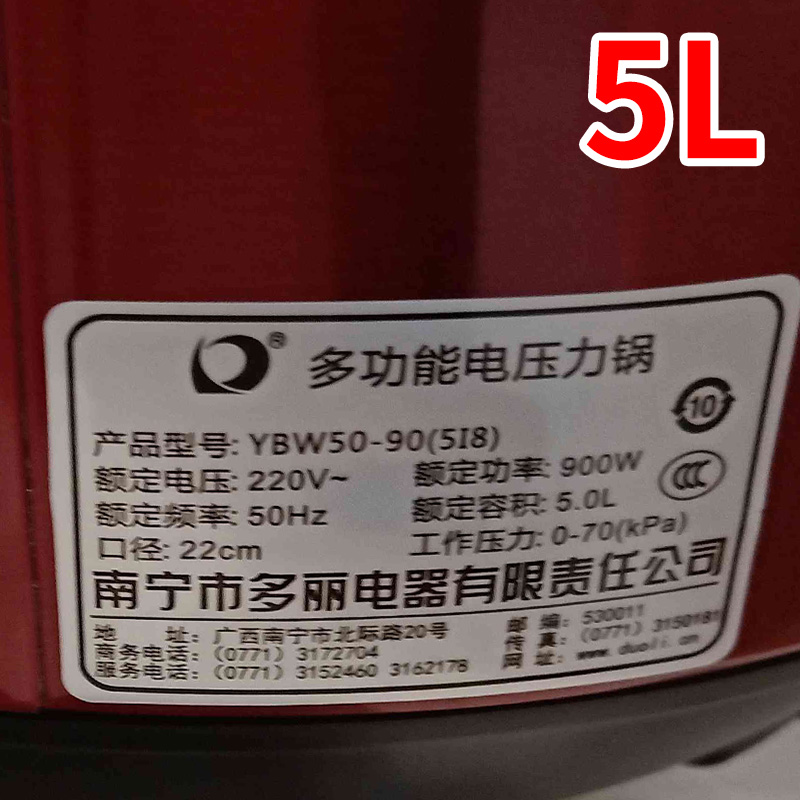 5L
® 多功能电压力锅
10
产品型号: YBW50-90(5I8)
额定电压: 220V~ 额定功率: 900W
CCC
额定频率: 50Hz 额定容积: 5.0L
口径: 22cm 工作压力: 0-70(kPa)
南宁市多丽电器有限责任公司
地 址: 广西南宁市北际路20号 邮 编: 530011
商务电话: (0771) 3172704 传 真: (0771) 3150181
服务电话: (0771) 3152460 3162178 网 址: www.duoli.cn